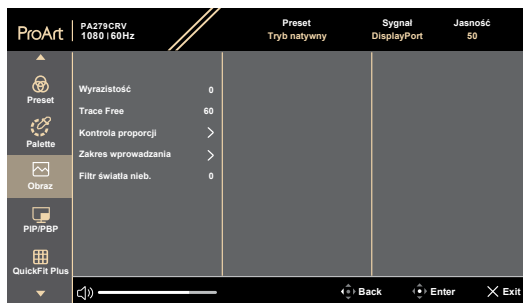 ProArt
PA279CRV
1080 | 60Hz
Preset
Tryb natywny
Sygnał
DisplayPort
Jasność
50
Preset
Palette
Obraz
PIP/PBP
QuickFit Plus
Wyrazistość 0
Trace Free 60
Kontrola proporcji
Zakres wprowadzania
Filtr światla nieb. 0
Back
Enter
Exit